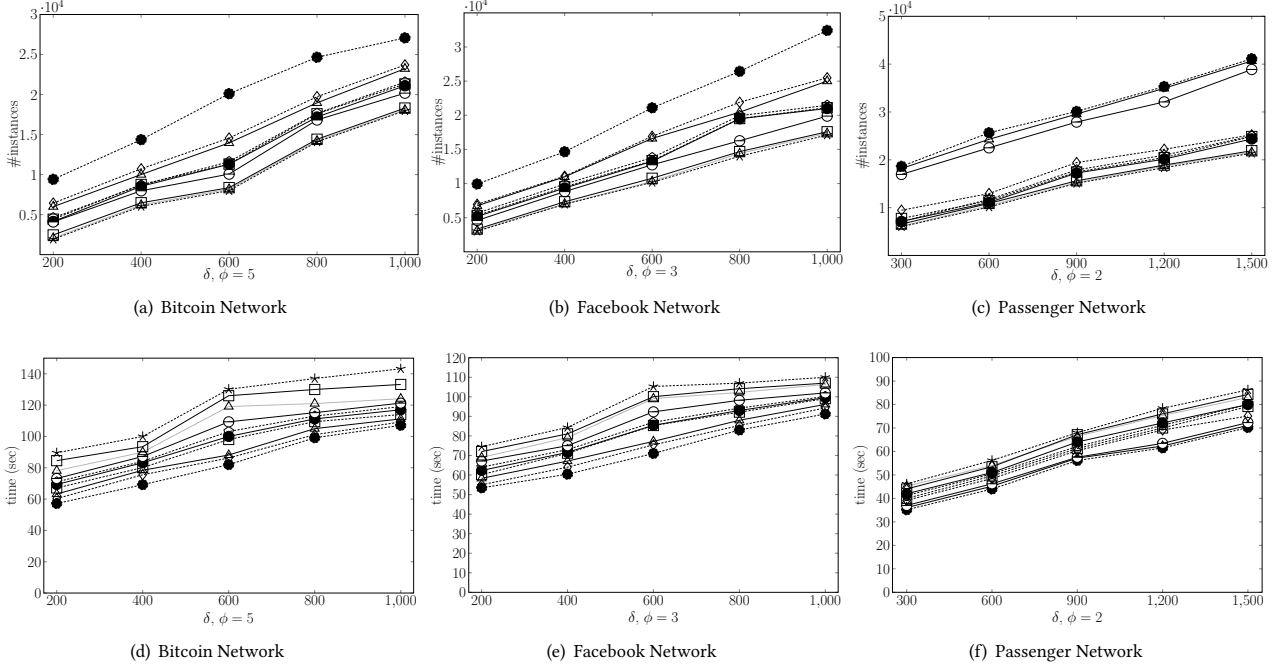 ·10⁴ ·10⁴ ·10⁴
#instances
3
2.5
2
1.5
1
0.5
200 400 600 800 1,000
δ, ϕ = 5
#instances
3
2.5
2
1.5
1
0.5
200 400 600 800 1,000
δ, ϕ = 3
#instances
5
4
3
2
1
300 600 900 1,200 1,500
δ, ϕ = 2
(a) Bitcoin Network (b) Facebook Network (c) Passenger Network
time (sec)
140
120
100
80
60
40
20
0
200 400 600 800 1,000
δ, ϕ = 5
time (sec)
120
110
100
90
80
70
60
50
40
30
20
10
0
200 400 600 800 1,000
δ, ϕ = 3
time (sec)
100
90
80
70
60
50
40
30
20
10
0
300 600 900 1,200 1,500
δ, ϕ = 2
(d) Bitcoin Network (e) Facebook Network (f) Passenger Network